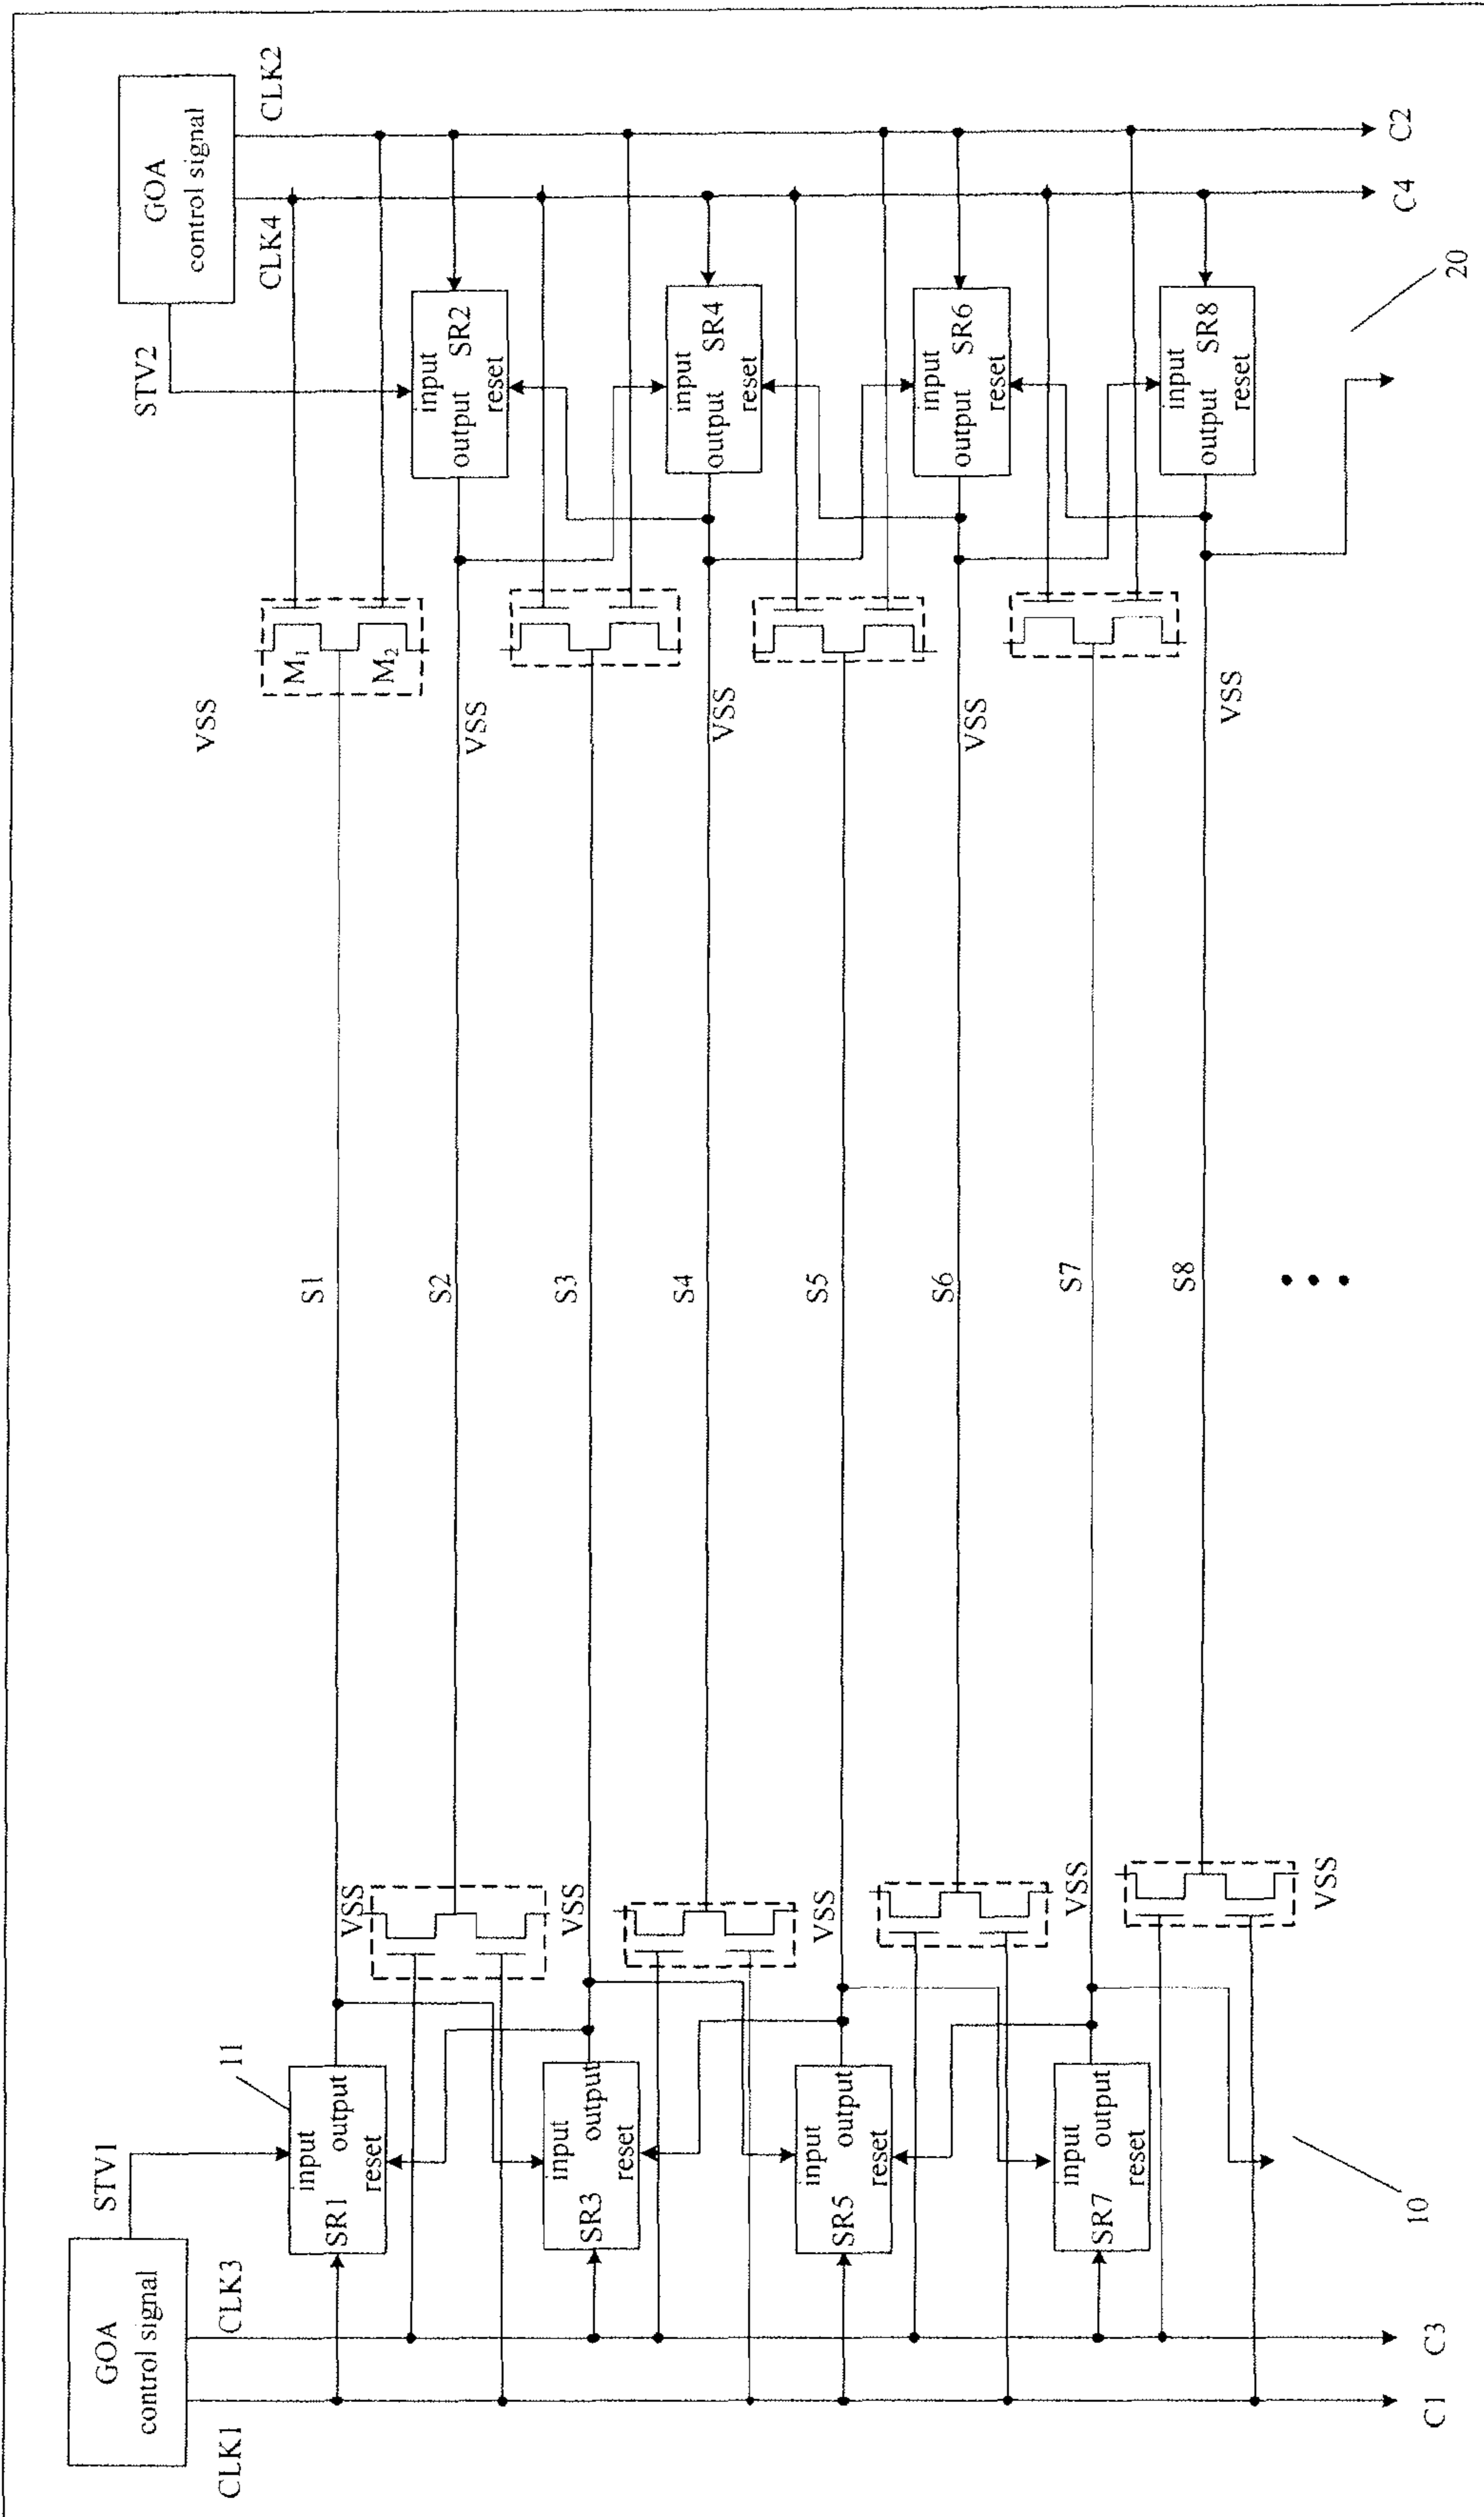 GOA
control signal
STV1
CLK1
CLK3
11
SR1
input
output
reset
SR3
input
output
reset
SR5
input
output
reset
SR7
input
output
reset
C1
C3
10
VSS
VSS
VSS
VSS
VSS
S1
S2
S3
S4
S5
S6
S7
S8
VSS
VSS
VSS
VSS
VSS
M1
M2
GOA
control signal
STV2
CLK4
CLK2
input
output
SR2
reset
input
output
SR4
reset
input
output
SR6
reset
input
output
SR8
reset
C4
C2
20